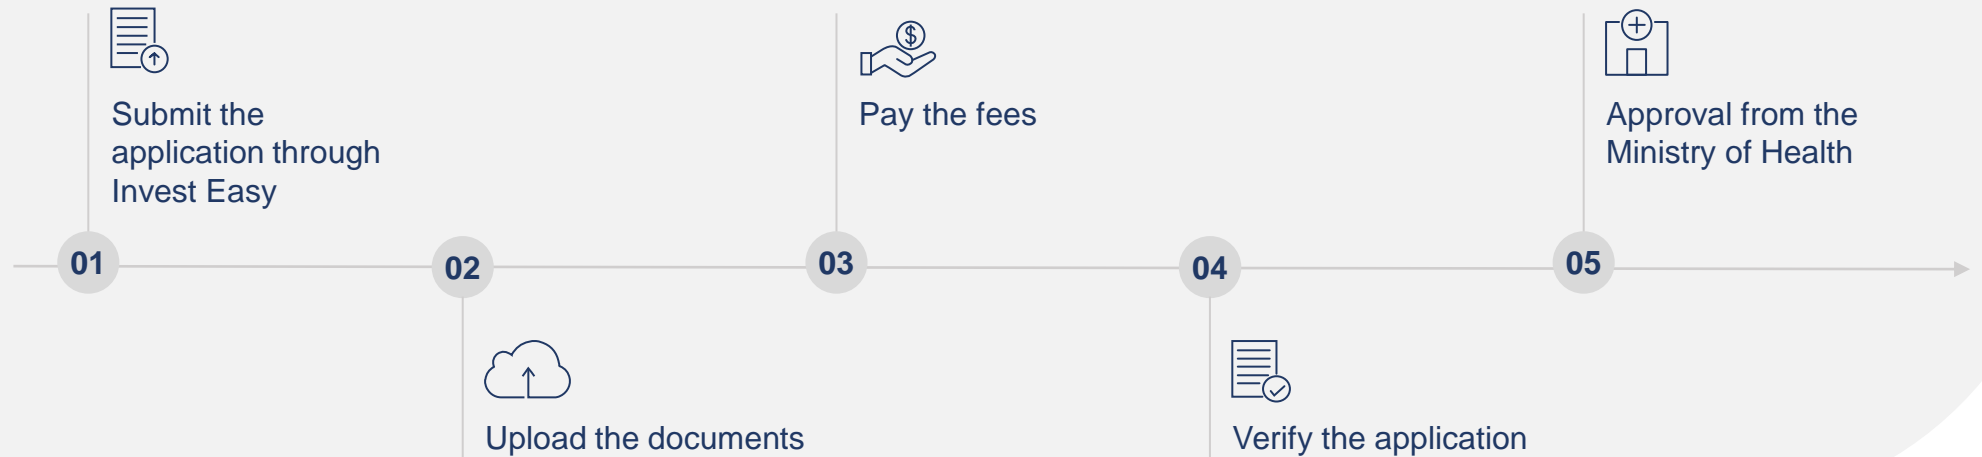 01
Submit the
application through
Invest Easy
02
Upload the documents
03
$
Pay the fees
04
Verify the application
05
Approval from the
Ministry of Health